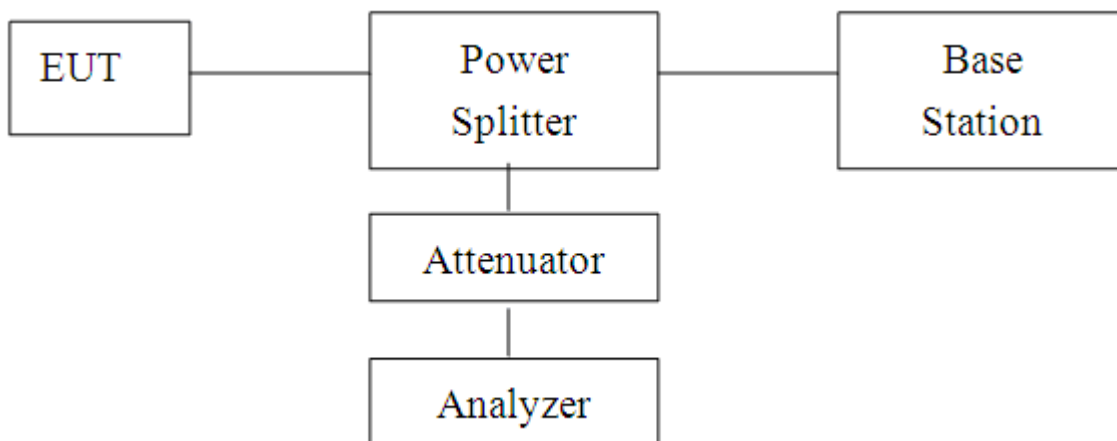 EUT
Power
Splitter
Base
Station
Attenuator
Analyzer